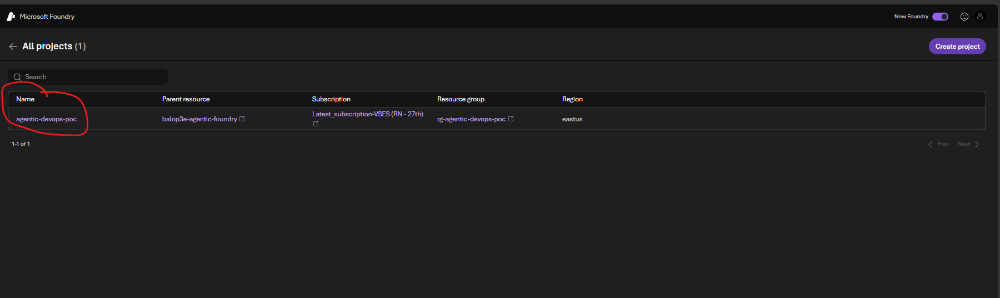 Microsoft Foundry
New Foundry
All projects (1)
Create project
Search
Name Parent resource Subscription Resource group Region
agentic-devops-poc balop3e-agentic-foundry Latest_subscription-VSES (RN - 27th) rg-agentic-devops-poc eastus
1-1 of 1
Prev Next